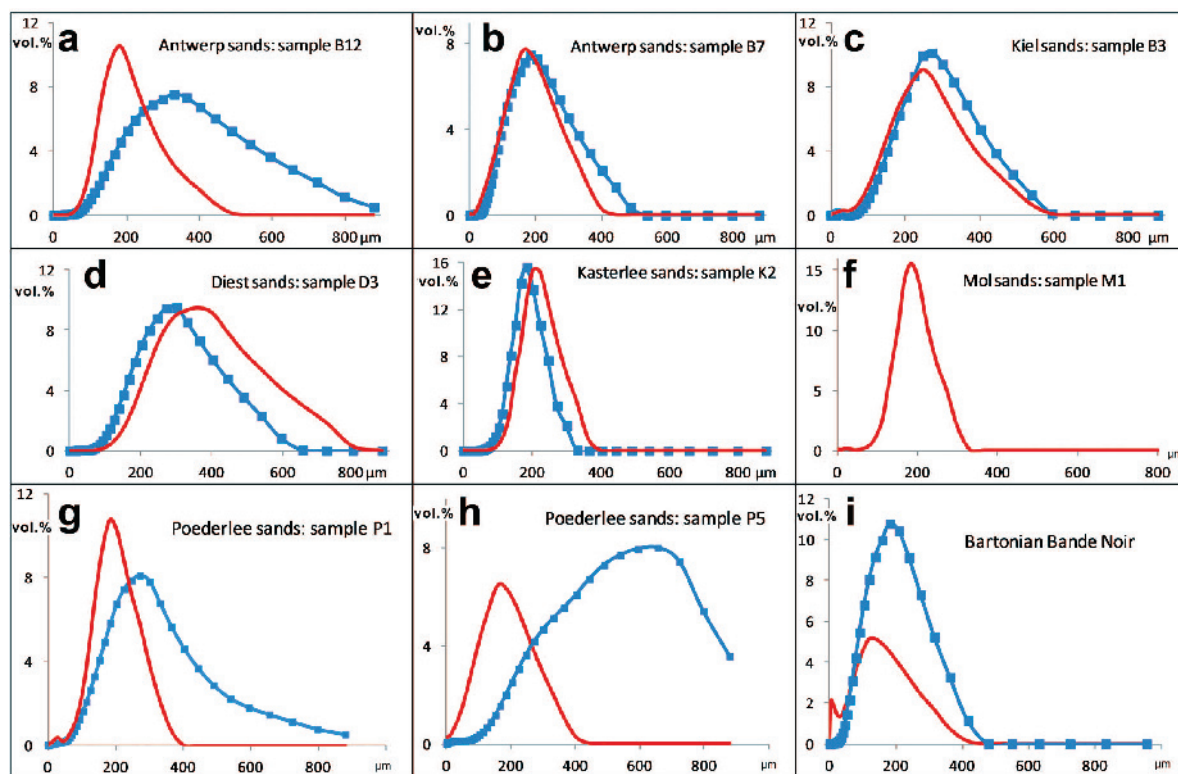 12
vol.%
a
Antwerp sands: sample B12
8
4
0
0 200 400 600 800 µm
vol.%
b
Antwerp sands: sample B7
8
4
0
0 200 400 600 800 µm
12
vol.%
c
Kiel sands: sample B3
8
4
0
0 200 400 600 800 µm
12
vol.%
d
Diest sands: sample D3
8
4
0
0 200 400 600 800 µm
16
vol.%
e
Kasterlee sands: sample K2
12
8
4
0
0 200 400 600 800 µm
15
vol.%
f
Mol sands: sample M1
10
5
0
0 200 400 600 800 µm
12
vol.%
g
Poederlee sands: sample P1
8
4
0
0 200 400 600 800 µm
vol.%
h
Poederlee sands: sample P5
8
4
0
0 200 400 600 800 µm
12
vol.%
i
Bartonian Bande Noir
10
8
6
4
2
0
0 200 400 600 800 µm